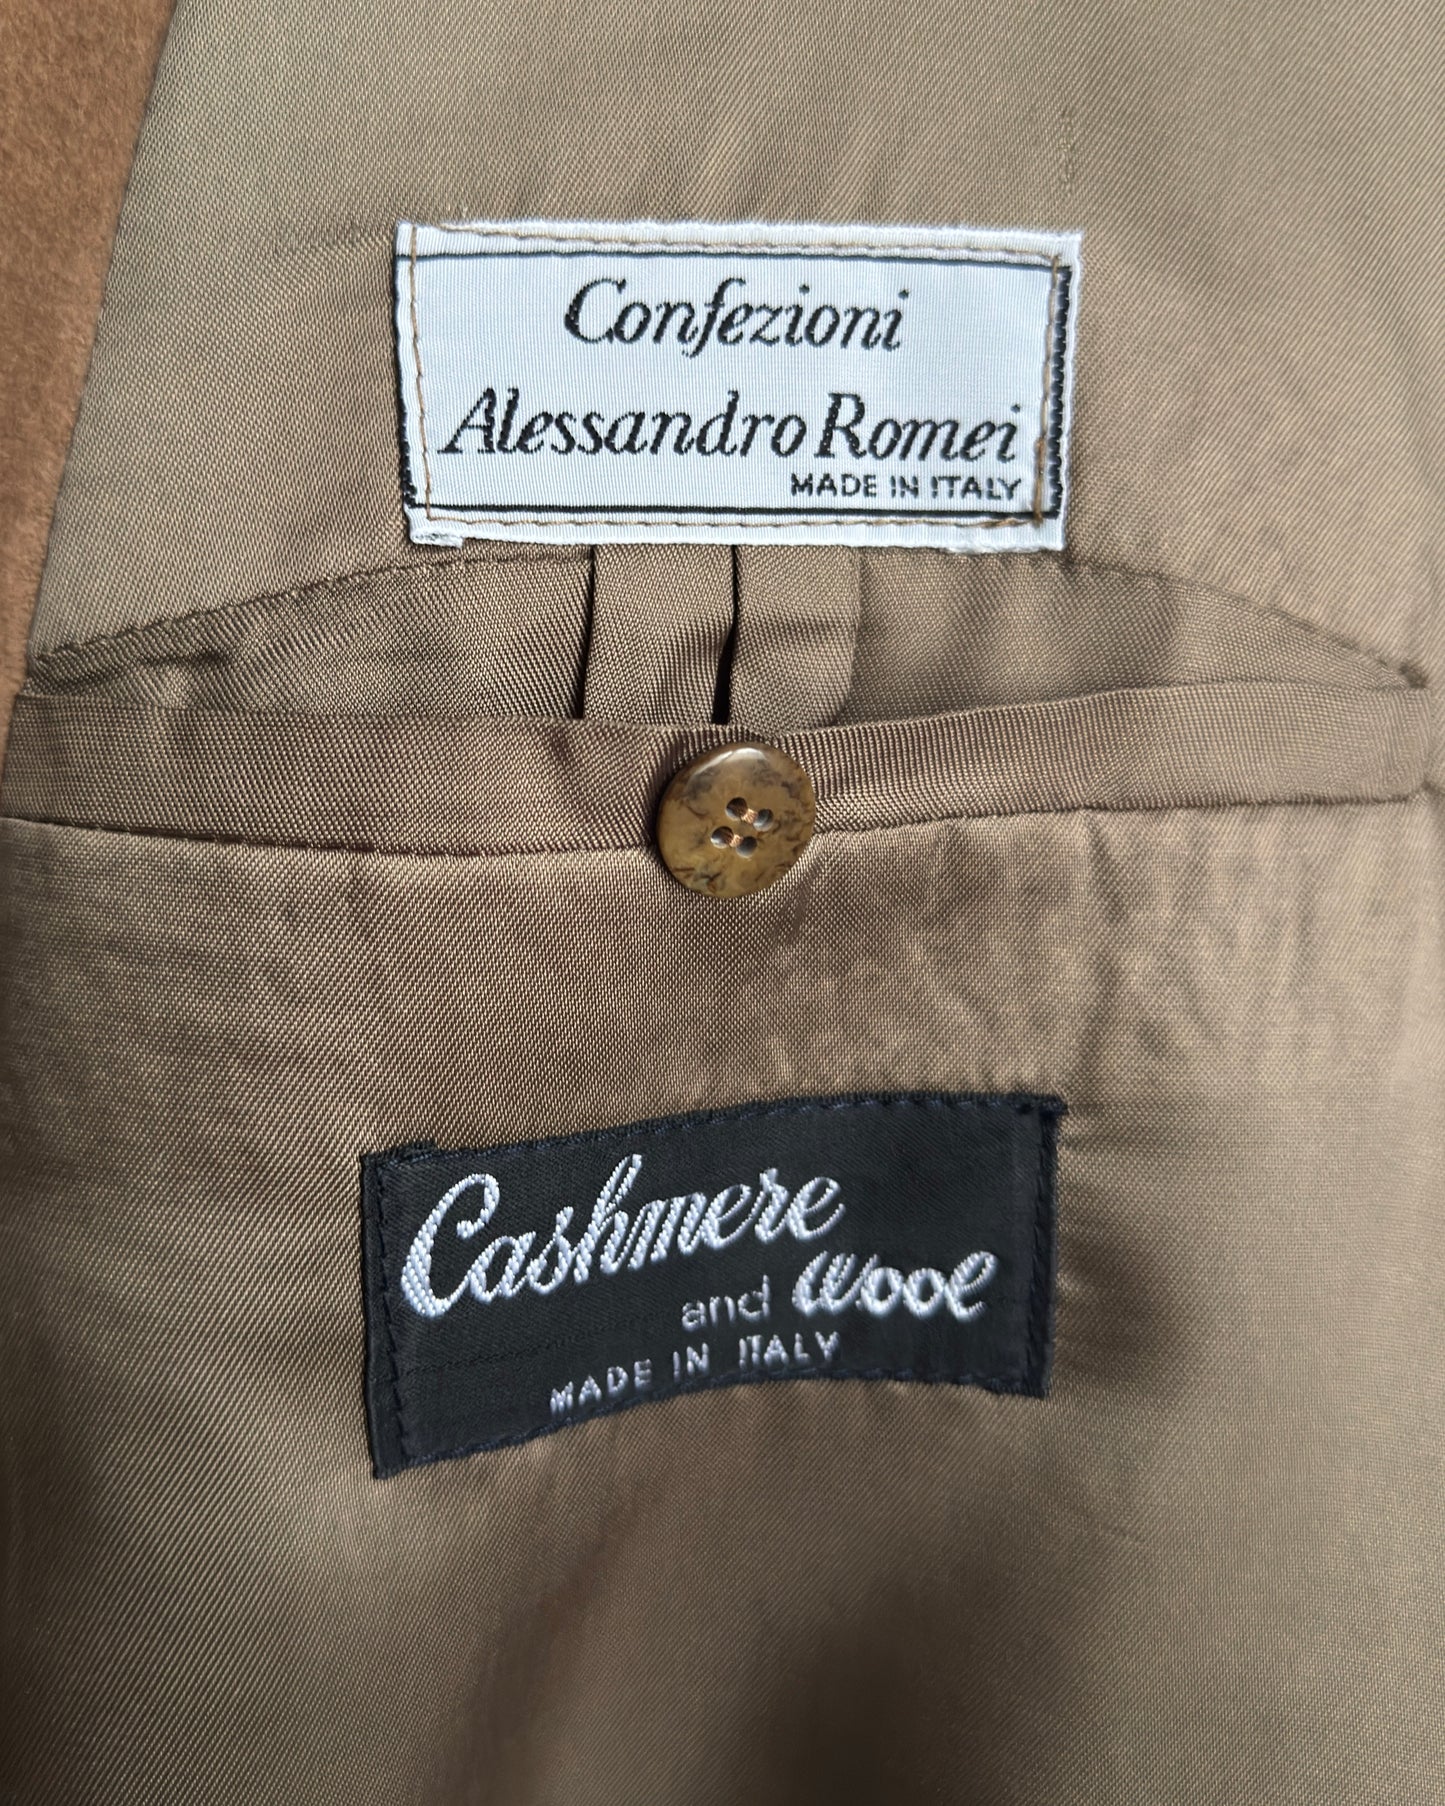 Confezioni
Alessandro Romei
MADE IN ITALY
Cashmere
and Wool
MADE IN ITALY